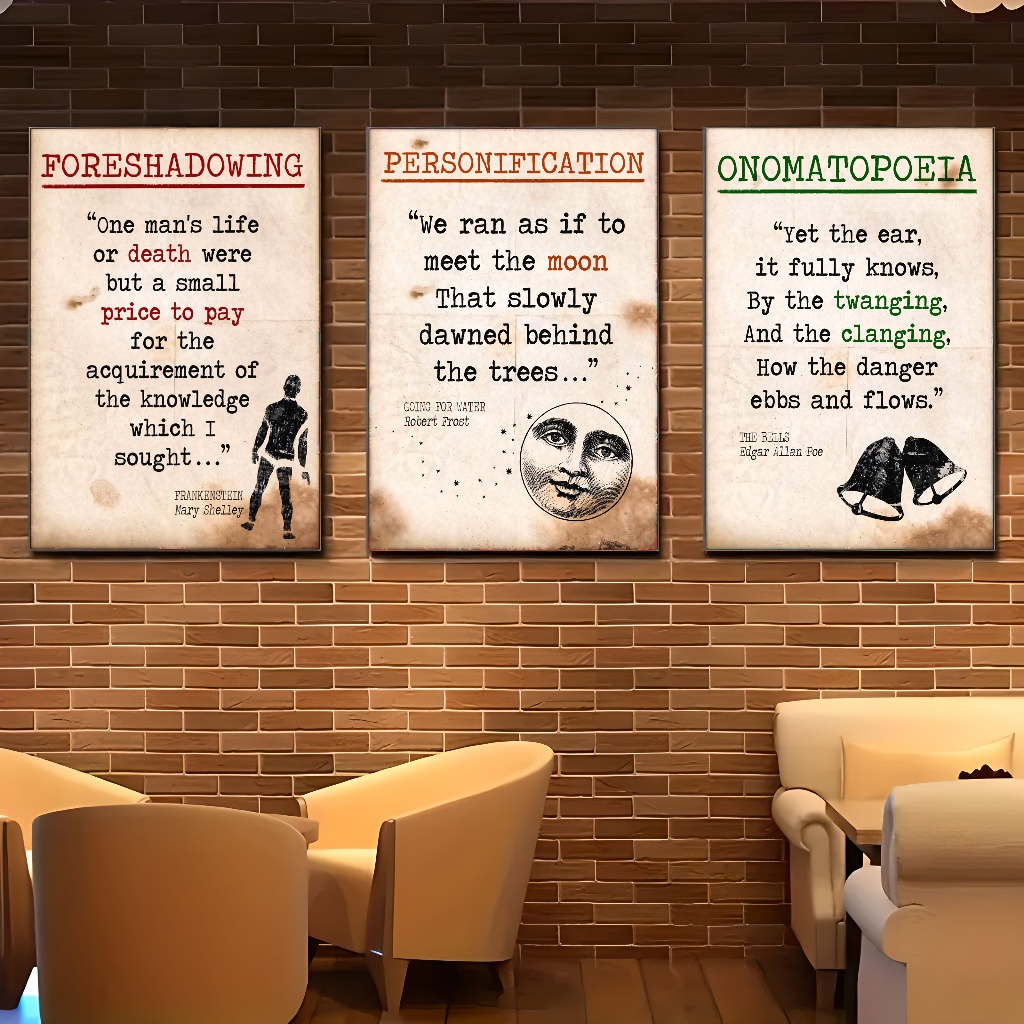 FORESHADOWING
“One man's life
or death were
but a small
price to pay
for the
acquirement of
the knowledge
which I
sought...”
FRANKENSTEIN
Mary Shelley
PERSONIFICATION
“We ran as if to
meet the moon
That slowly
dawned behind
the trees...”
GOING FOR WATER
Robert Frost
ONOMATOPOEIA
“Yet the ear,
it fully knows,
By the twanging,
And the clanging,
How the danger
ebbs and flows.”
THE BELLS
Edgar Allan Poe